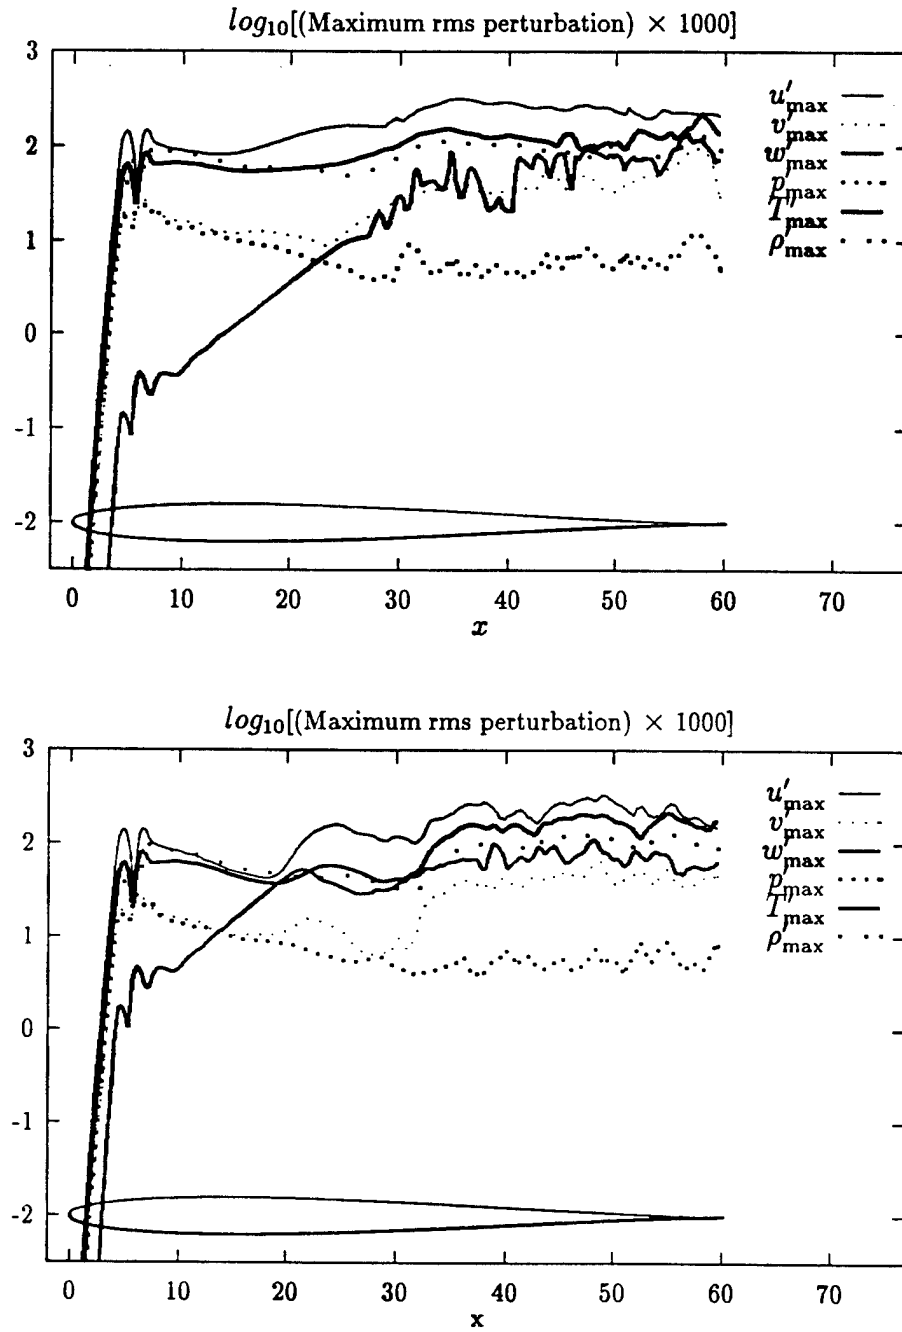 log₁₀[(Maximum rms perturbation) × 1000]
3
2
1
0
-1
-2
u′max
v′max
w′max
p′max
T′max
ρ′max
0 10 20 30 40 50 60 70
x
log₁₀[(Maximum rms perturbation) × 1000]
3
2
1
0
-1
-2
u′max
v′max
w′max
p′max
T′max
ρ′max
0 10 20 30 40 50 60 70
x